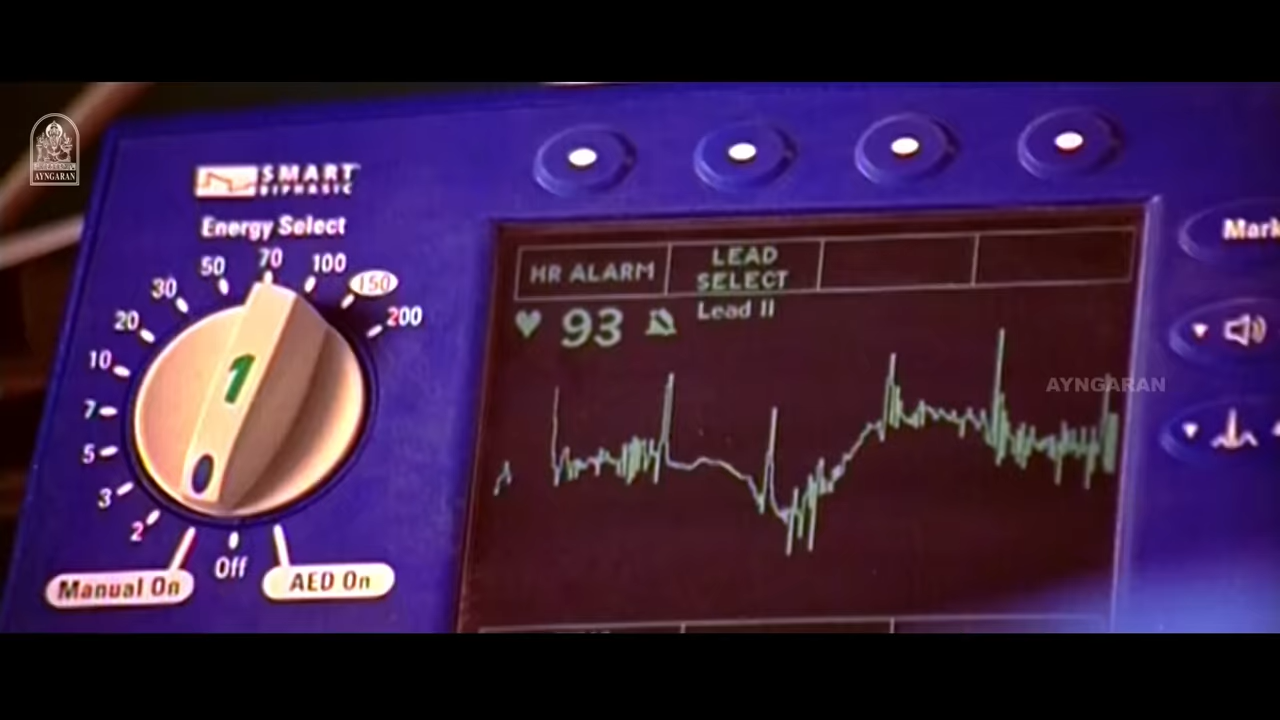 AYNGARAN
SMART
BIPHASIC
Energy Select
70
50
100
30
150
20
200
10
7
5
3
2
1
Manual On
Off
AED On
HR ALARM
LEAD
SELECT
93
Lead II
Mark
AYNGARAN